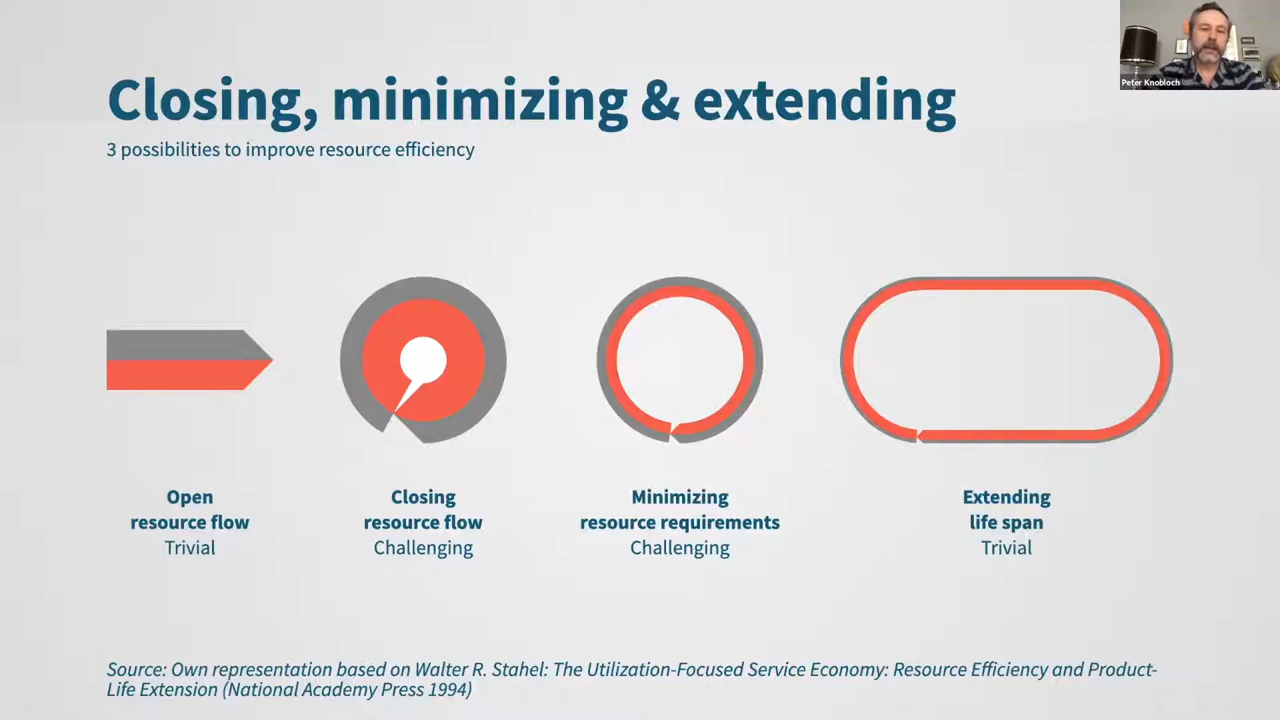 Peter Knobloch
Closing, minimizing & extending
3 possibilities to improve resource efficiency
Open
resource flow
Trivial
Closing
resource flow
Challenging
Minimizing
resource requirements
Challenging
Extending
life span
Trivial
Source: Own representation based on Walter R. Stahel: The Utilization-Focused Service Economy: Resource Efficiency and Product-
Life Extension (National Academy Press 1994)